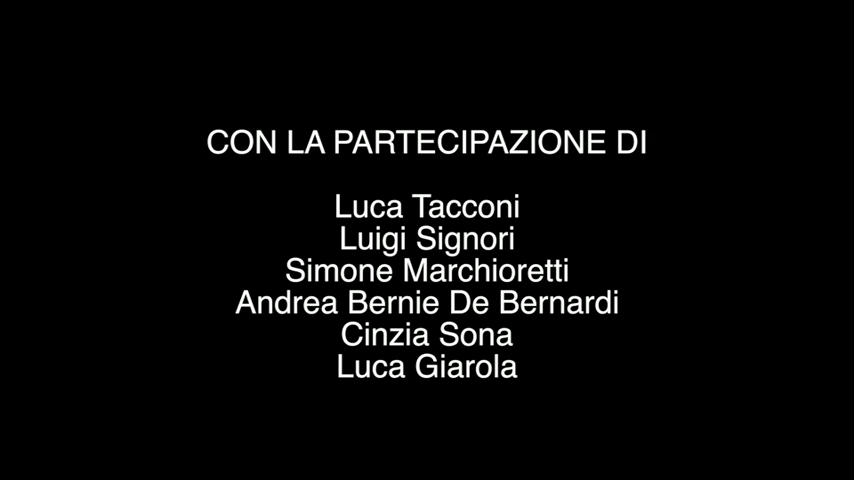 CON LA PARTECIPAZIONE DI
Luca Tacconi
Luigi Signori
Simone Marchioretti
Andrea Bernie De Bernardi
Cinzia Sona
Luca Giarola